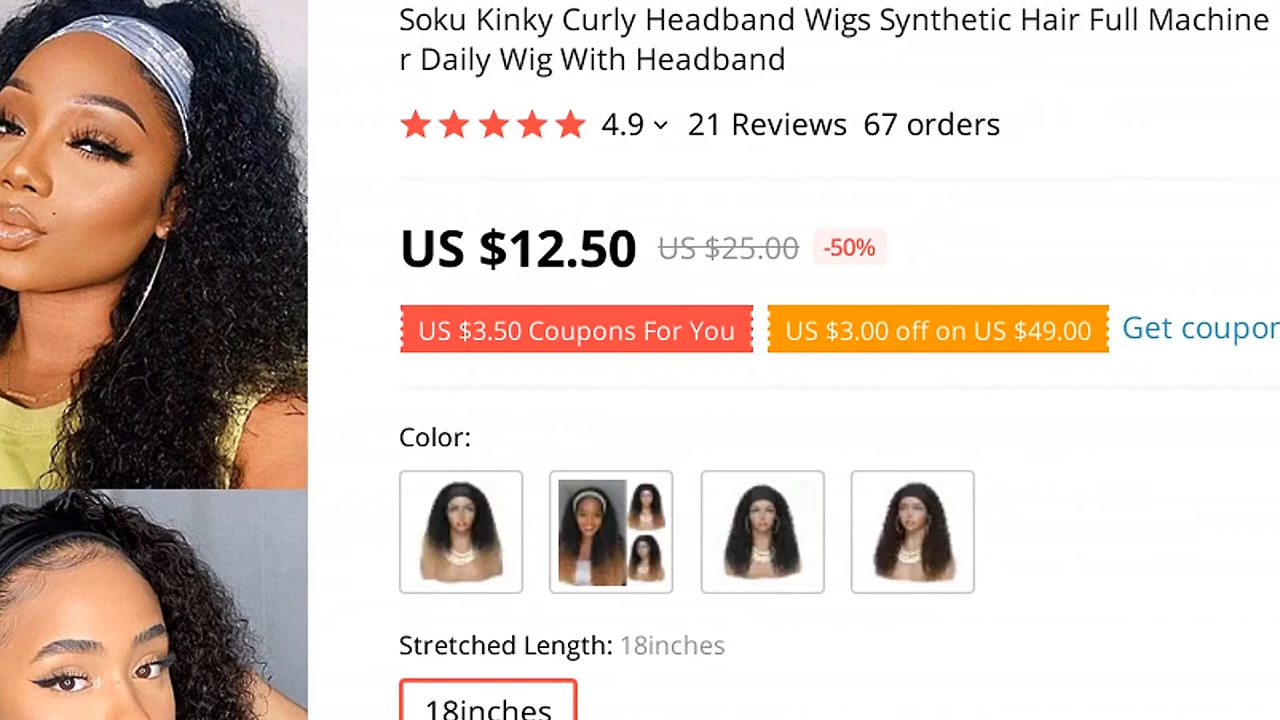 Soku Kinky Curly Headband Wigs Synthetic Hair Full Machine
r Daily Wig With Headband
4.9 21 Reviews 67 orders
US $12.50 US $25.00 -50%
US $3.50 Coupons For You US $3.00 off on US $49.00 Get coupon
Color:
Stretched Length: 18inches
18inches